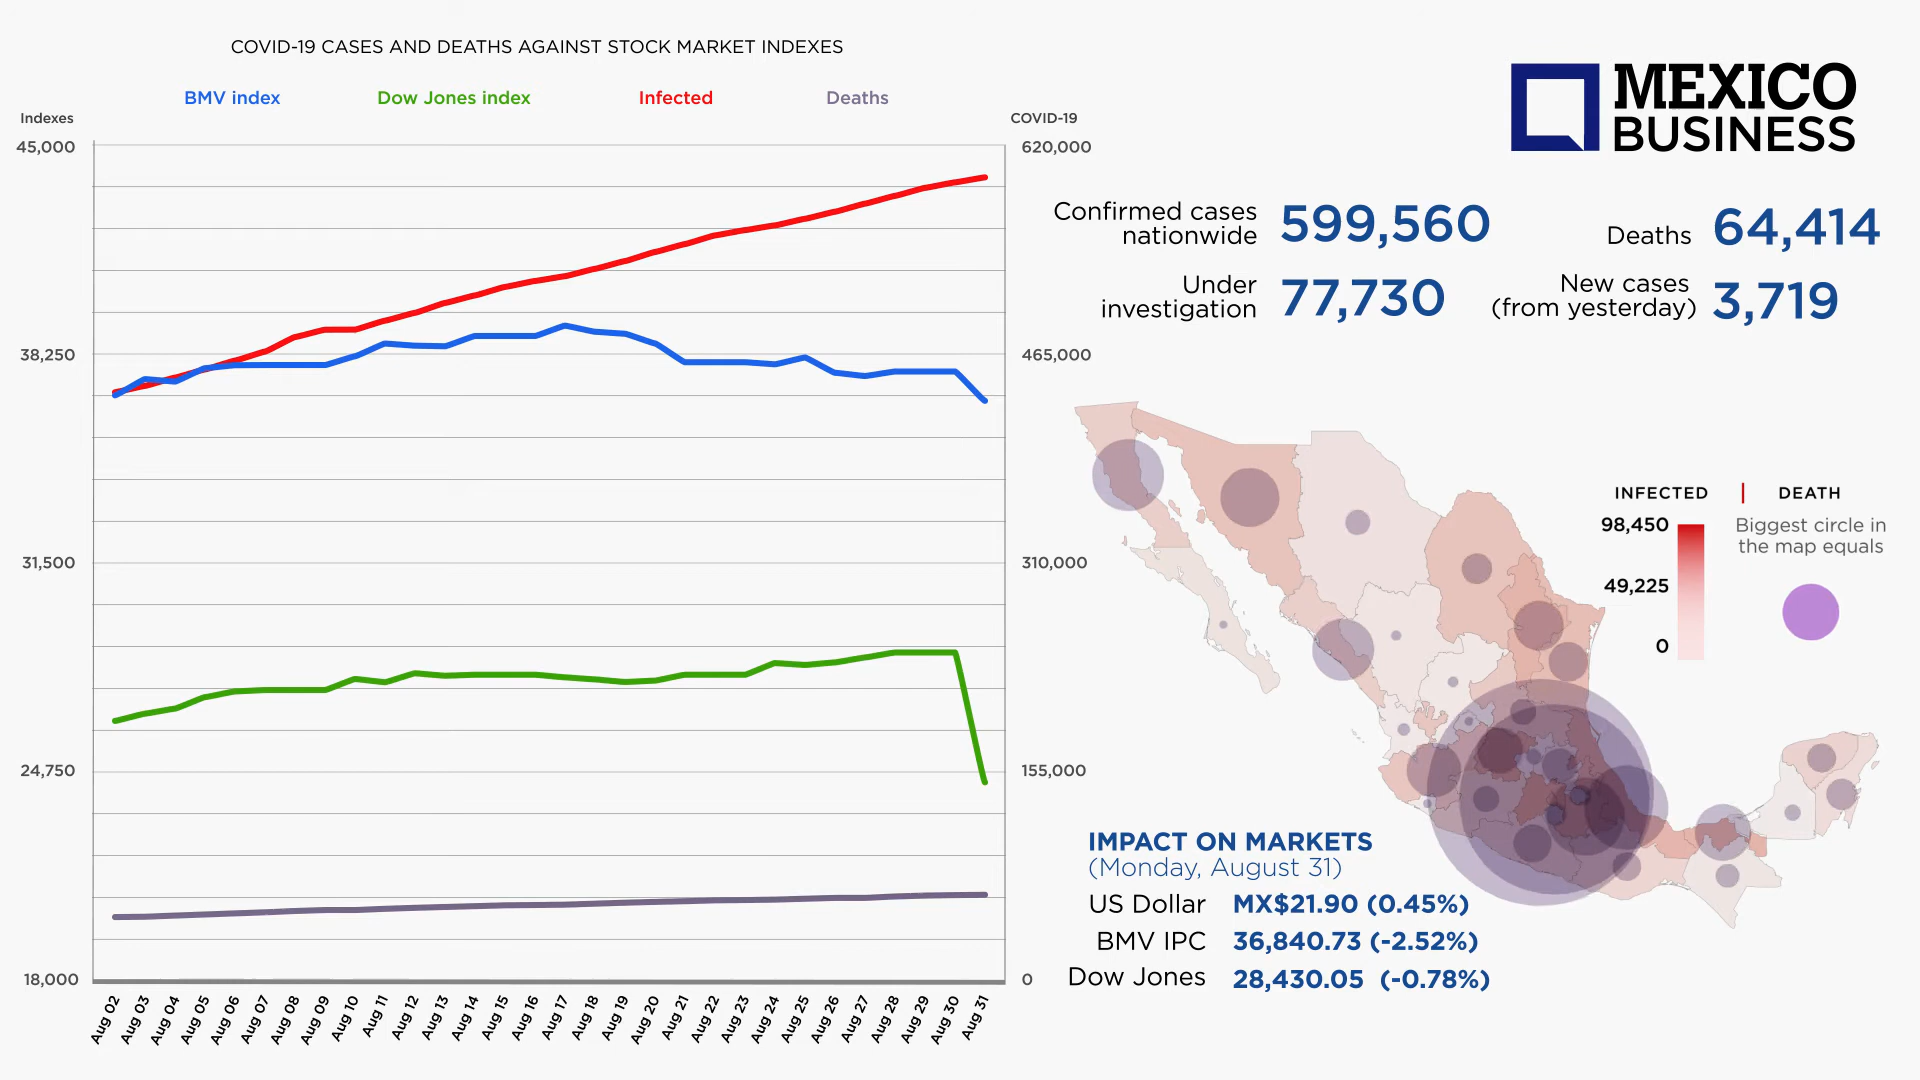 COVID-19 CASES AND DEATHS AGAINST STOCK MARKET INDEXES
BMV index
Dow Jones index
Infected
Deaths
Indexes
COVID-19
45,000
38,250
31,500
24,750
18,000
620,000
465,000
310,000
155,000
0
Aug 02
Aug 03
Aug 04
Aug 05
Aug 06
Aug 07
Aug 08
Aug 09
Aug 10
Aug 11
Aug 12
Aug 13
Aug 14
Aug 15
Aug 16
Aug 17
Aug 18
Aug 19
Aug 20
Aug 21
Aug 22
Aug 23
Aug 24
Aug 25
Aug 26
Aug 27
Aug 28
Aug 29
Aug 30
Aug 31
MEXICO
BUSINESS
Confirmed cases
nationwide
599,560
Deaths
64,414
Under
investigation
77,730
New cases
(from yesterday)
3,719
INFECTED | DEATH
98,450
49,225
0
Biggest circle in
the map equals
IMPACT ON MARKETS
(Monday, August 31)
US Dollar MX$21.90 (0.45%)
BMV IPC 36,840.73 (-2.52%)
Dow Jones 28,430.05 (-0.78%)